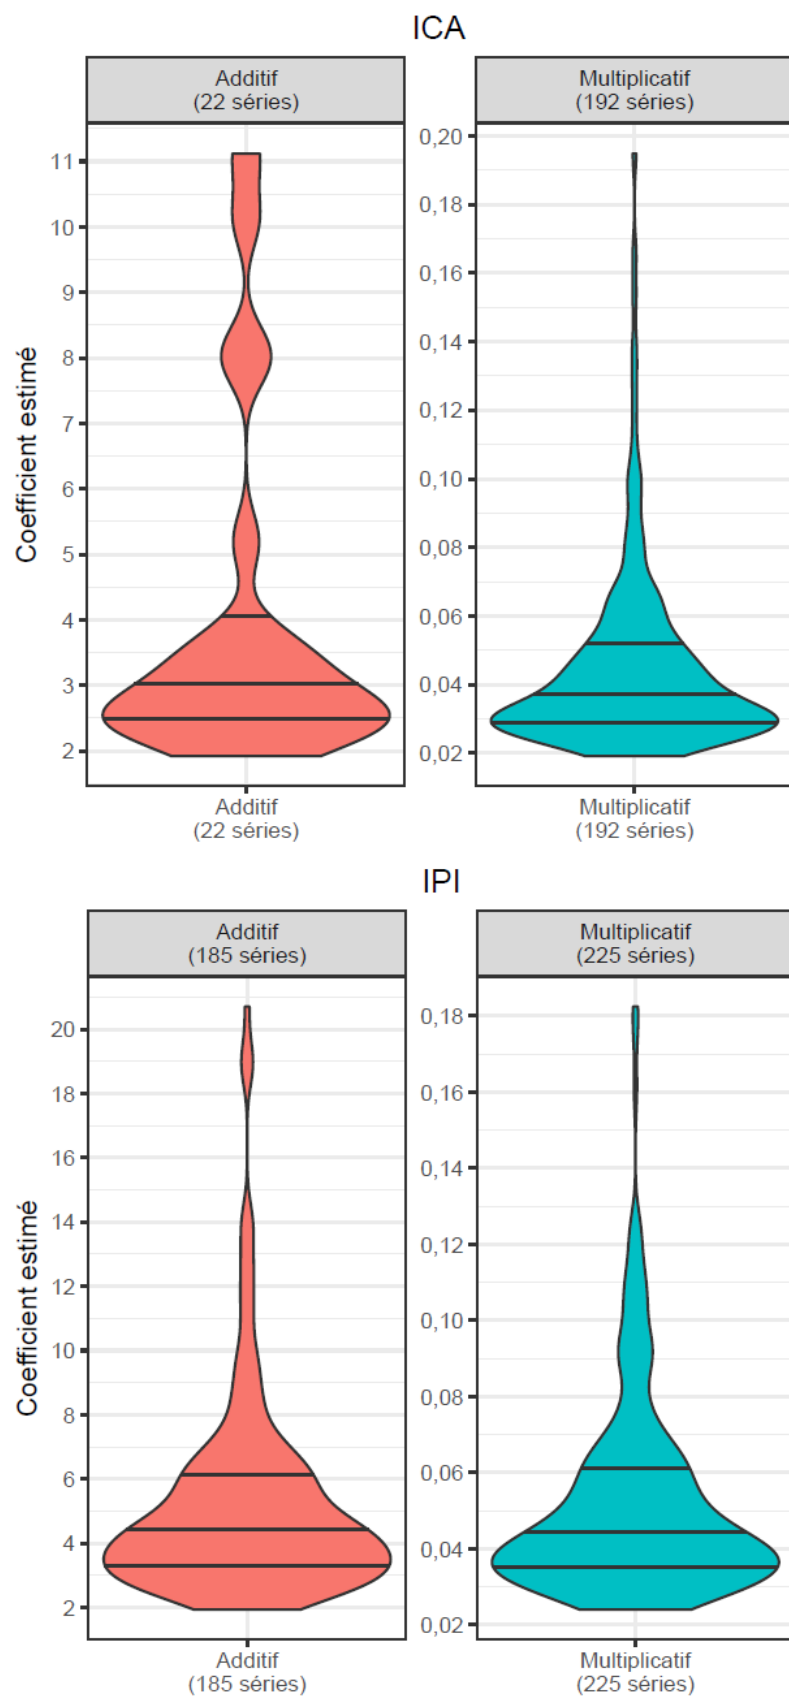 ICA
Additif
(22 séries)
Multiplicatif
(192 séries)
Coefficient estimé
11
10
9
8
7
6
5
4
3
2
0,20
0,18
0,16
0,14
0,12
0,10
0,08
0,06
0,04
0,02
Additif
(22 séries)
Multiplicatif
(192 séries)
IPI
Additif
(185 séries)
Multiplicatif
(225 séries)
Coefficient estimé
20
18
16
14
12
10
8
6
4
2
0,18
0,16
0,14
0,12
0,10
0,08
0,06
0,04
0,02
Additif
(185 séries)
Multiplicatif
(225 séries)